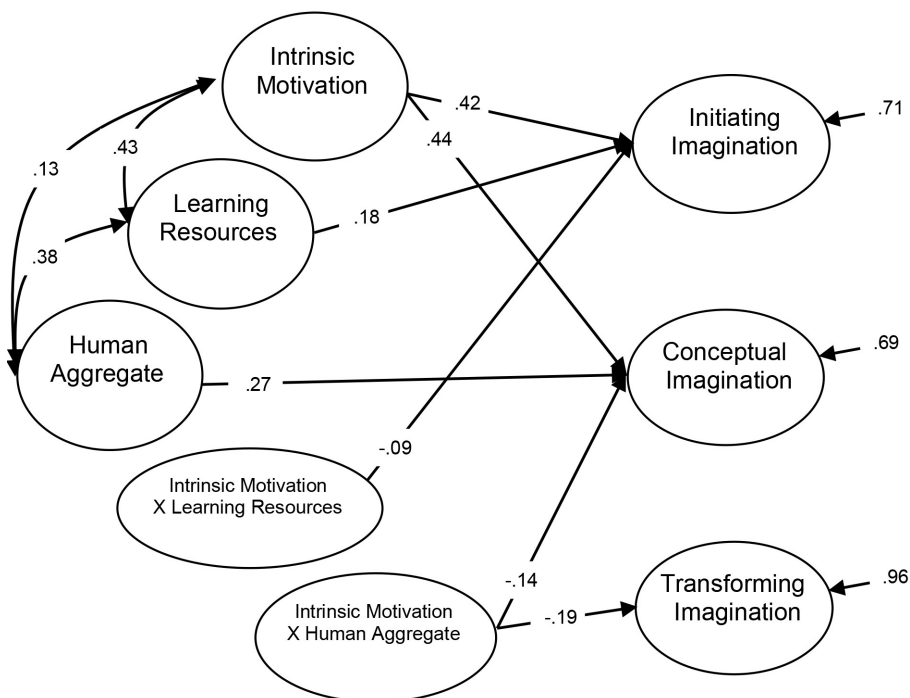 Intrinsic
Motivation
.42
.44
.13
.43
Learning
Resources
.18
.38
Human
Aggregate
.27
-.09
Intrinsic Motivation
X Learning Resources
-.14
-.19
Intrinsic Motivation
X Human Aggregate
Initiating
Imagination
.71
Conceptual
Imagination
.69
Transforming
Imagination
.96